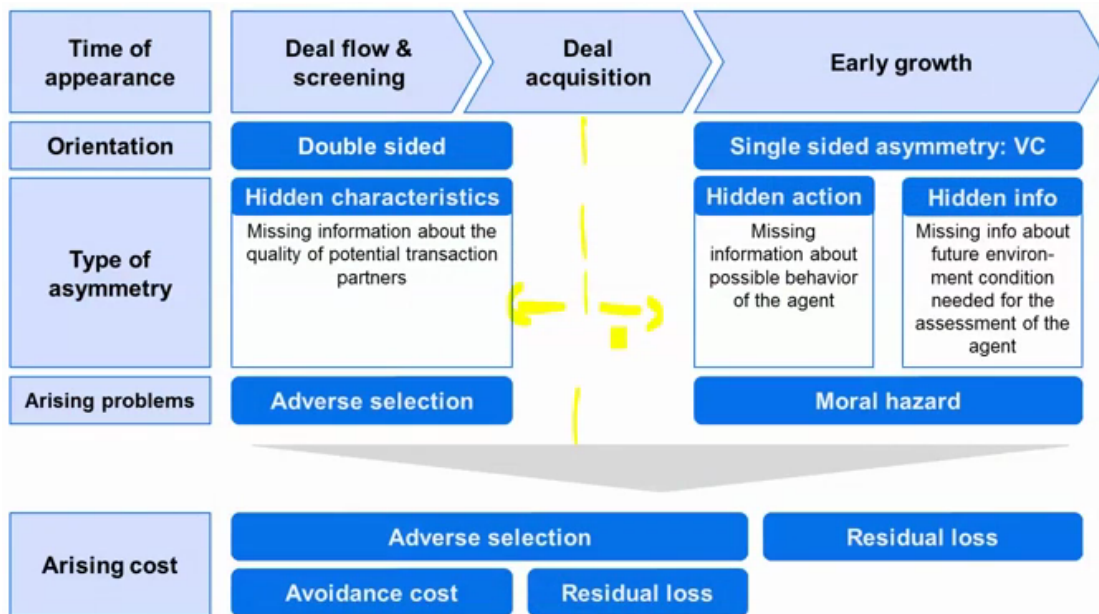 Time of
appearance
Deal flow &
screening
Deal
acquisition
Early growth
Orientation
Double sided
Single sided asymmetry: VC
Type of
asymmetry
Hidden characteristics
Missing information about the
quality of potential transaction
partners
Hidden action
Missing
information about
possible behavior
of the agent
Hidden info
Missing info about
future environ-
ment condition
needed for the
assessment of the
agent
Arising problems
Adverse selection
Moral hazard
Arising cost
Adverse selection
Residual loss
Avoidance cost
Residual loss